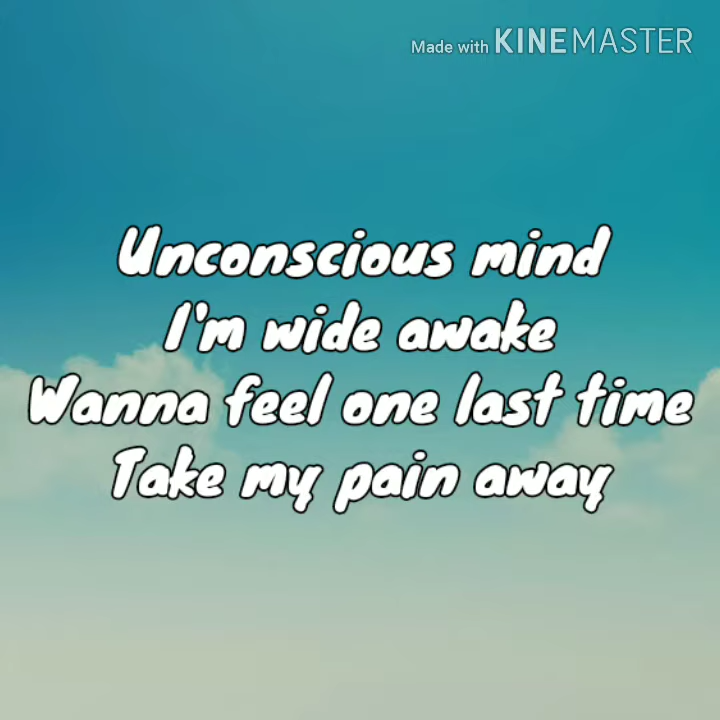 Made with KINEMASTER
Unconscious mind
I'm wide awake
Wanna feel one last time
Take my pain away